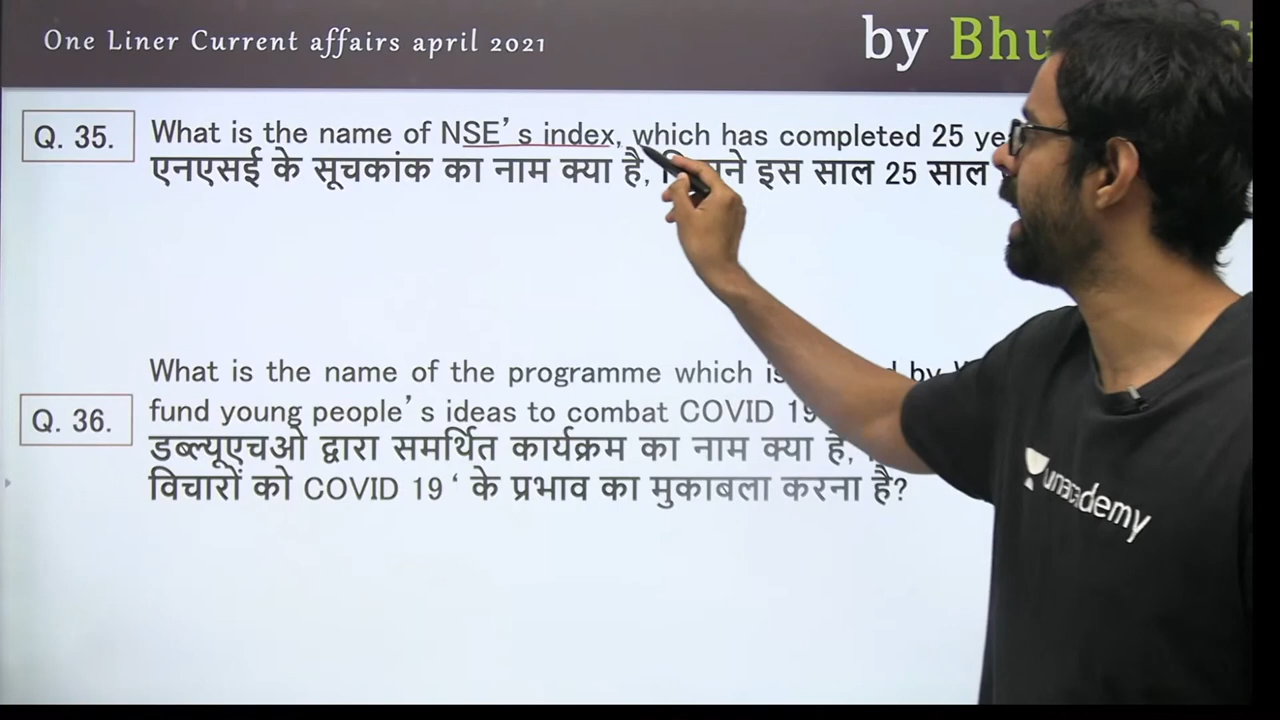 One Liner Current affairs april 2021
by Bhu
Q. 35.
What is the name of NSE's index, which has completed 25
एनएसई के सूचकांक का नाम क्या है, इस साल 25 साल
What is the name of the programme which is by
Q. 36.
fund young people's ideas to combat COVID 19
डब्ल्यूएचओ द्वारा समर्थित कार्यक्रम का नाम क्या है,
विचारों को COVID 19 ‘ के प्रभाव का मुकाबला करना है?
unacademy